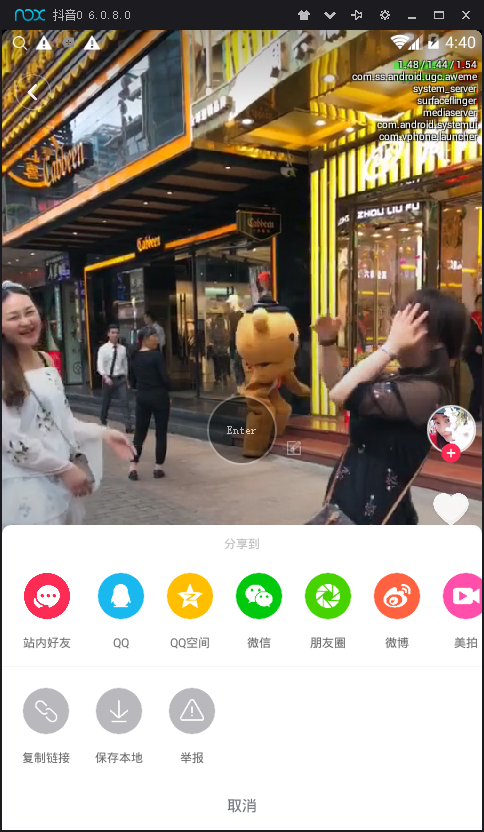 nox 抖音0 6.0.8.0
4:40
1.48 / 1.44 / 1.54
com.ss.android.ugc.aweme
system_server
surfaceflinger
mediaserver
com.android.systemui
com.vphone.launcher
Cabbeen
Cabbeen
Cabbeen
ZHOU LIU FU
Enter
分享到
站内好友
QQ
QQ空间
微信
朋友圈
微博
美拍
复制链接
保存本地
举报
取消